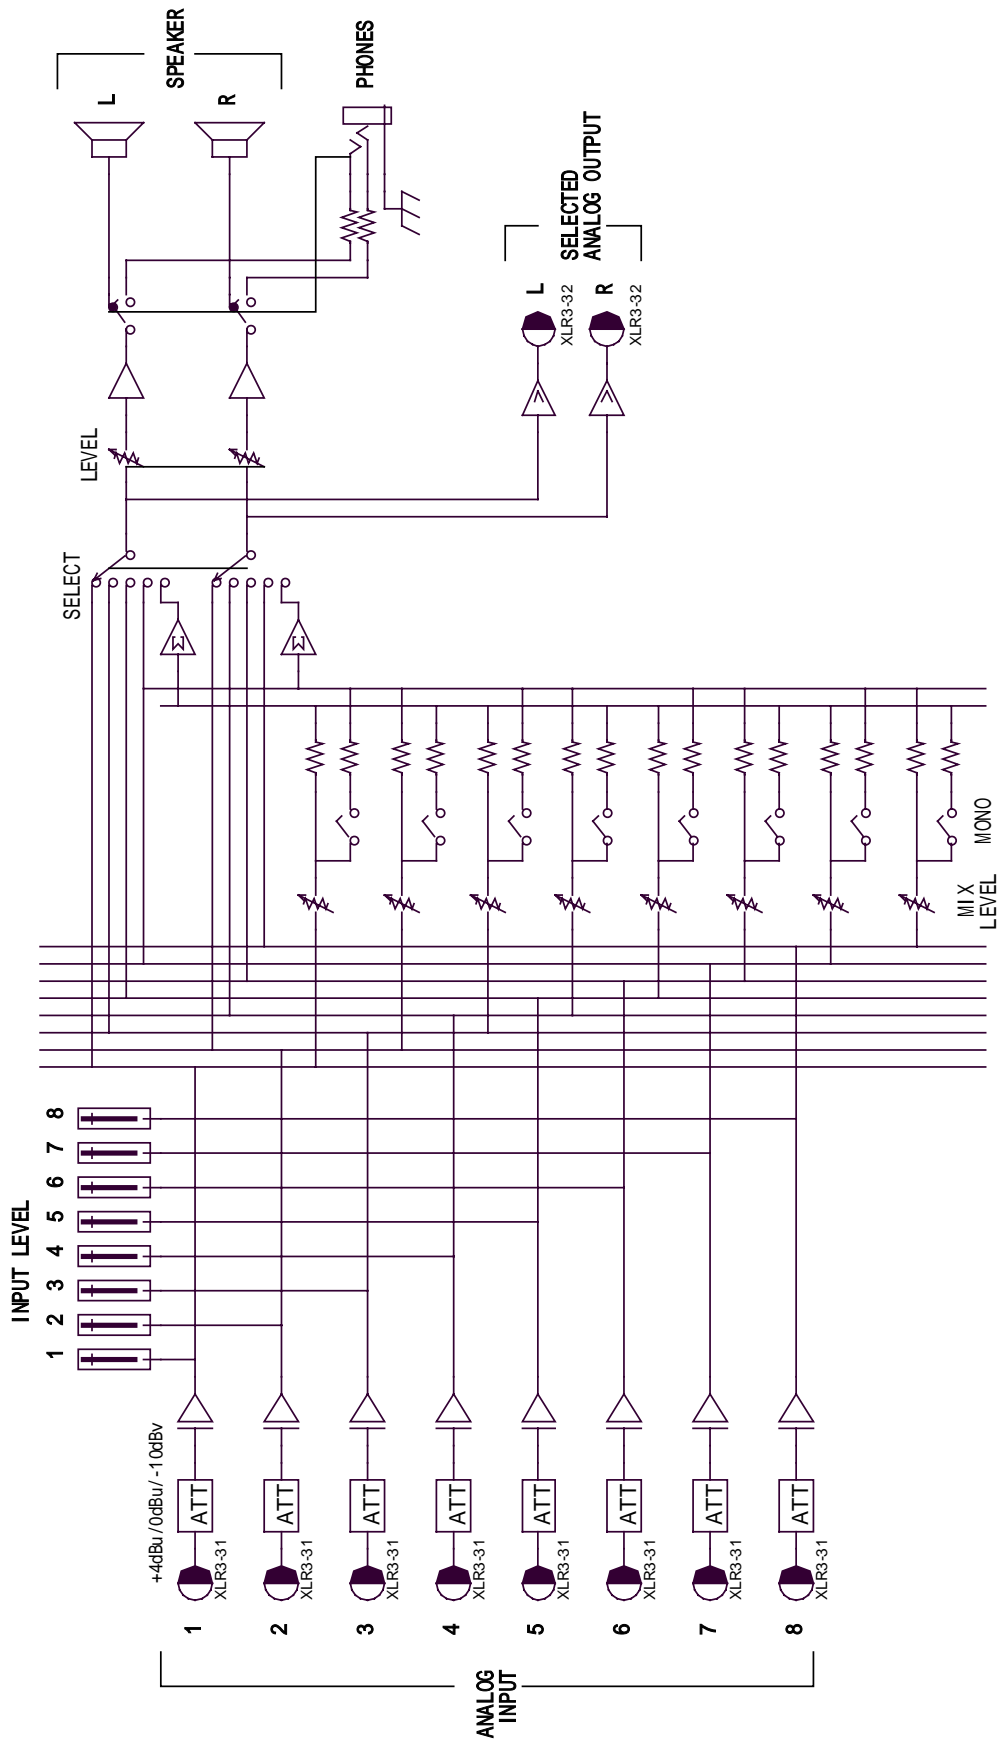 ANALOG
INPUT
1
2
3
4
5
6
7
8
XLR3-31
XLR3-31
XLR3-31
XLR3-31
XLR3-31
XLR3-31
XLR3-31
XLR3-31
+4dBu/0dBu/-10dBv
ATT
ATT
ATT
ATT
ATT
ATT
ATT
ATT
INPUT LEVEL
1
2
3
4
5
6
7
8
MIX
LEVEL
MONO
SELECT
Σ
Σ
LEVEL
SPEAKER
L
R
PHONES
SELECTED
ANALOG OUTPUT
L
XLR3-32
R
XLR3-32